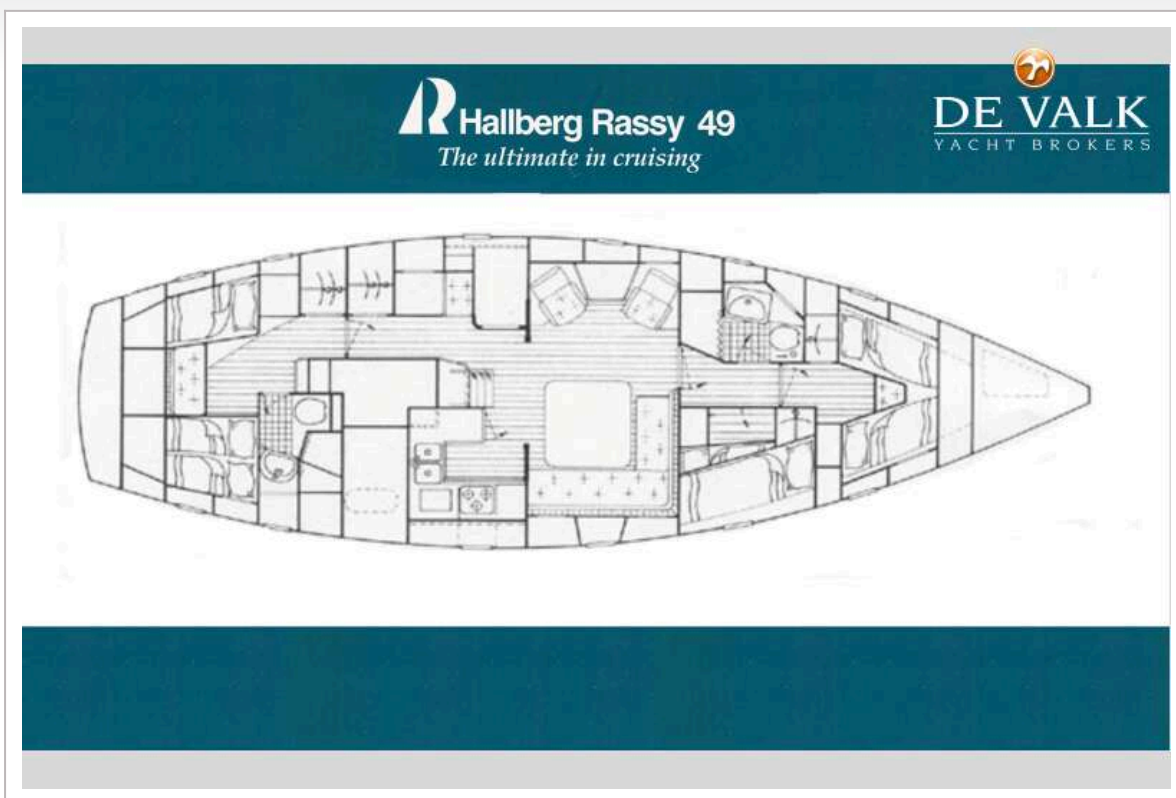 Hallberg Rassy 49
The ultimate in cruising
DE VALK
YACHT BROKERS